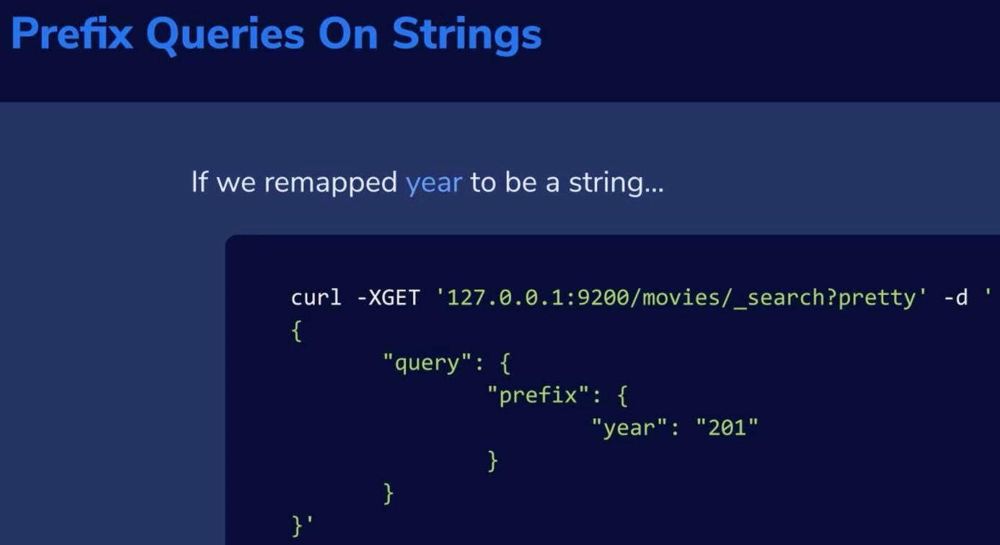 Prefix Queries On Strings
If we remapped year to be a string...
curl -XGET '127.0.0.1:9200/movies/_search?pretty' -d '
{
"query": {
"prefix": {
"year": "201"
}
}
}'